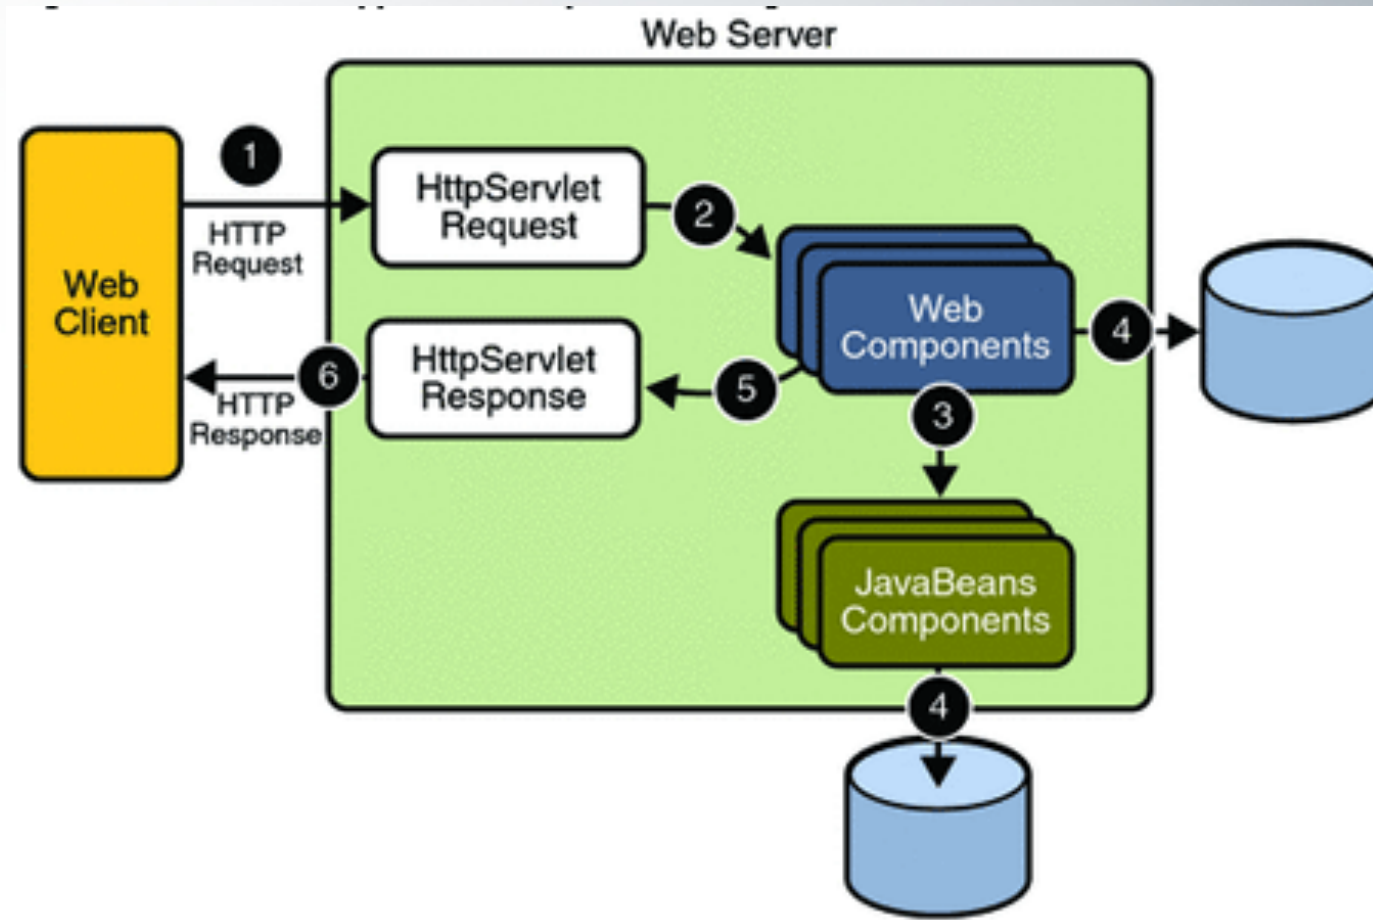 Web Server
1
HttpServlet
Request
2
HTTP
Request
Web
Client
Web
Components
4
HttpServlet
Response
5
6
HTTP
Response
3
JavaBeans
Components
4